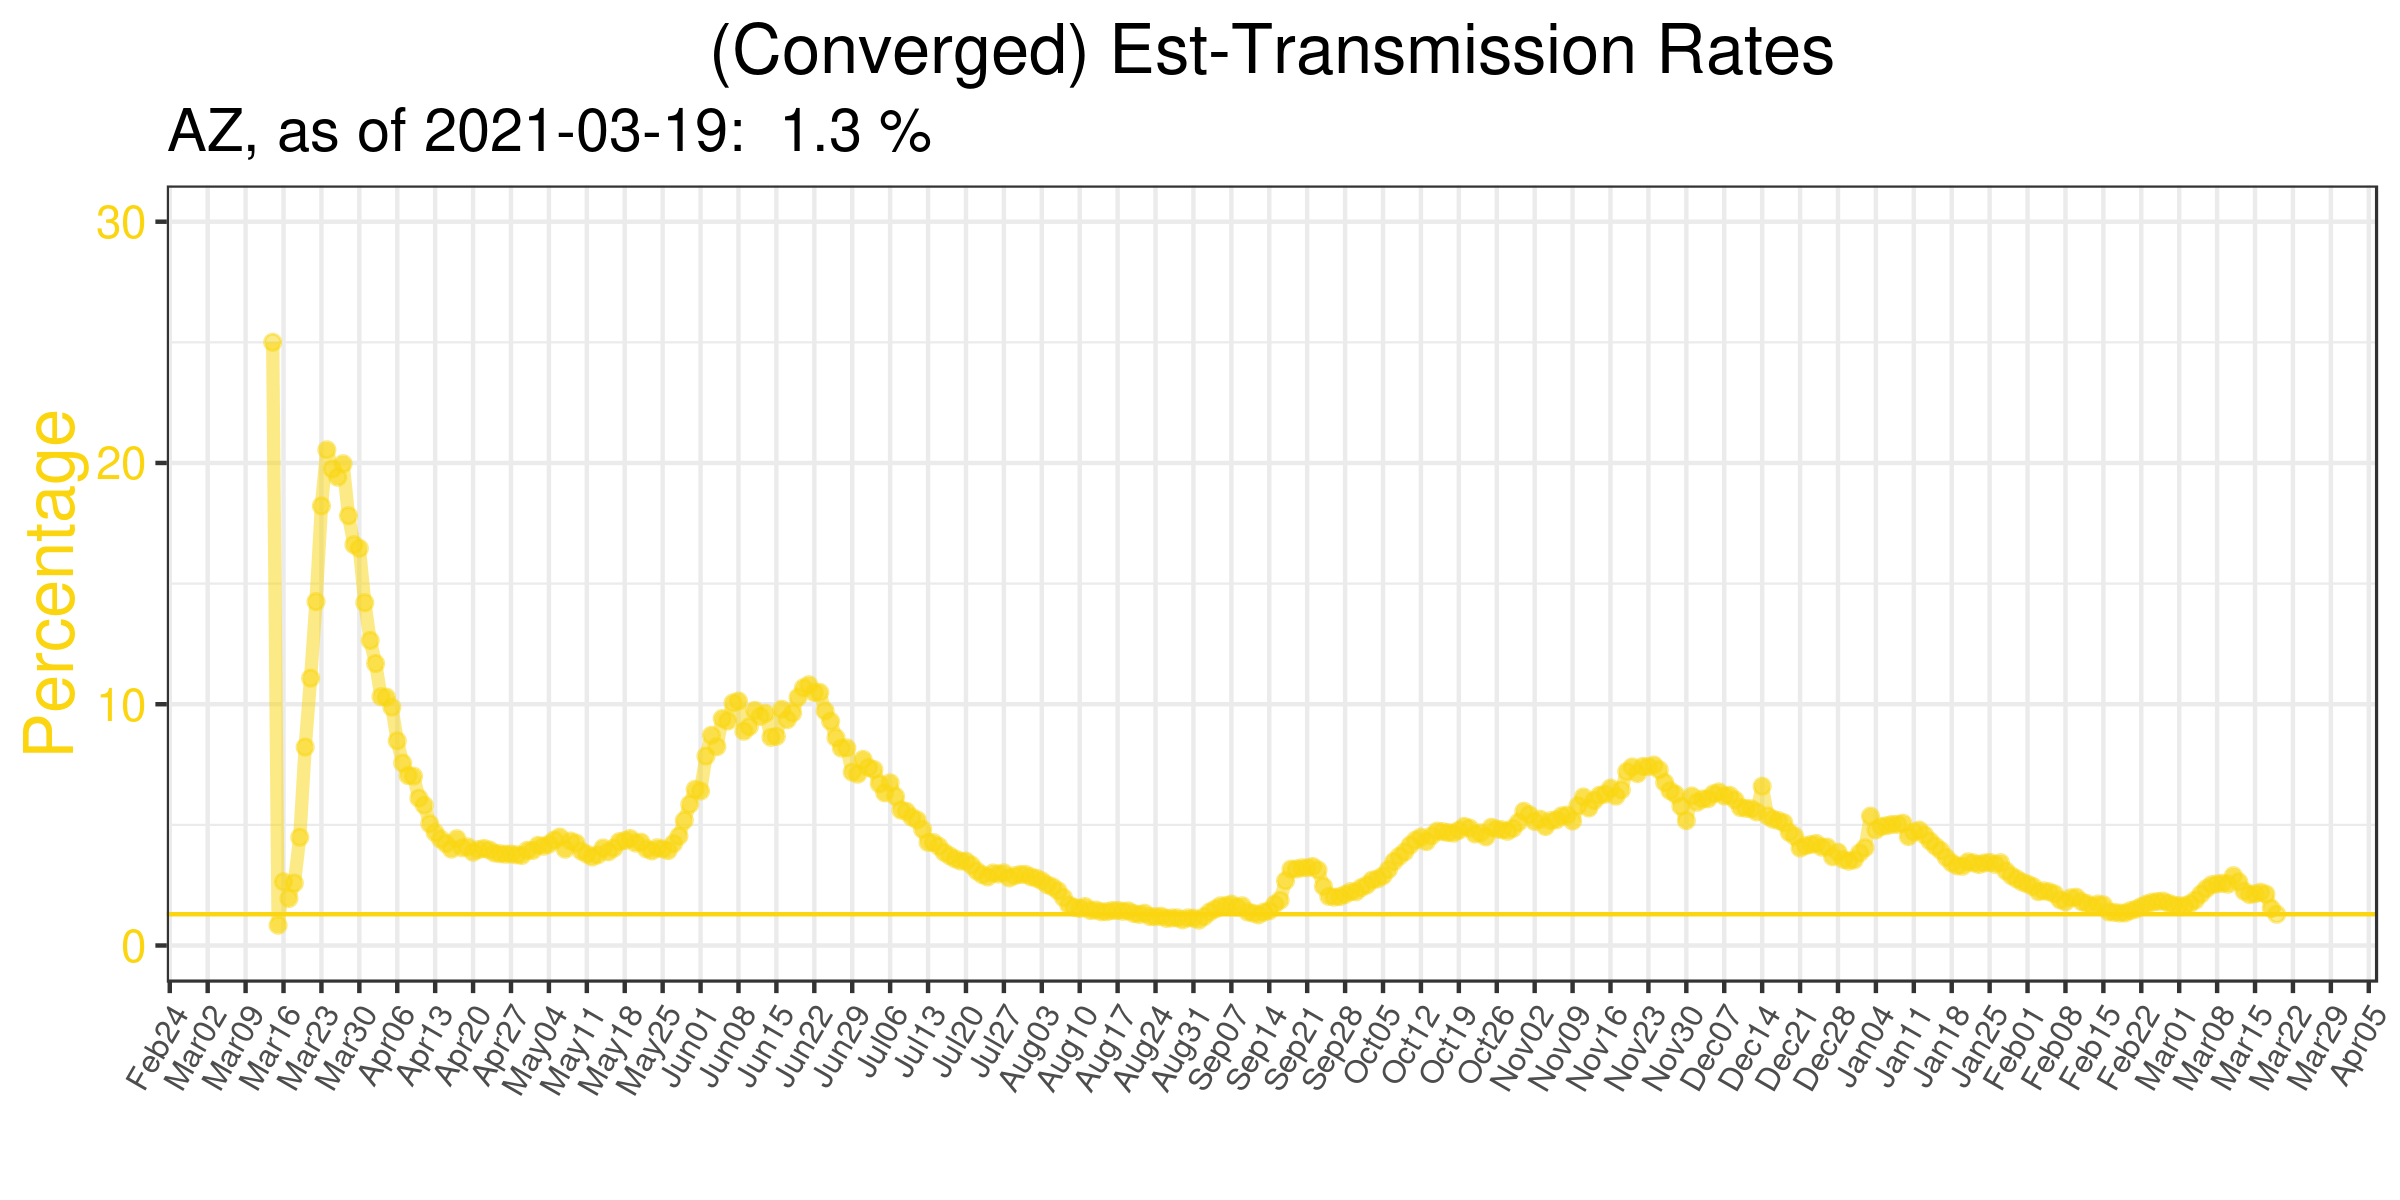 (Converged) Est-Transmission Rates
AZ, as of 2021-03-19:  1.3 %
Percentage
30
20
10
0
Feb24
Mar02
Mar09
Mar16
Mar23
Mar30
Apr06
Apr13
Apr20
Apr27
May04
May11
May18
May25
Jun01
Jun08
Jun15
Jun22
Jun29
Jul06
Jul13
Jul20
Jul27
Aug03
Aug10
Aug17
Aug24
Aug31
Sep07
Sep14
Sep21
Sep28
Oct05
Oct12
Oct19
Oct26
Nov02
Nov09
Nov16
Nov23
Nov30
Dec07
Dec14
Dec21
Dec28
Jan04
Jan11
Jan18
Jan25
Feb01
Feb08
Feb15
Feb22
Mar01
Mar08
Mar15
Mar22
Mar29
Apr05